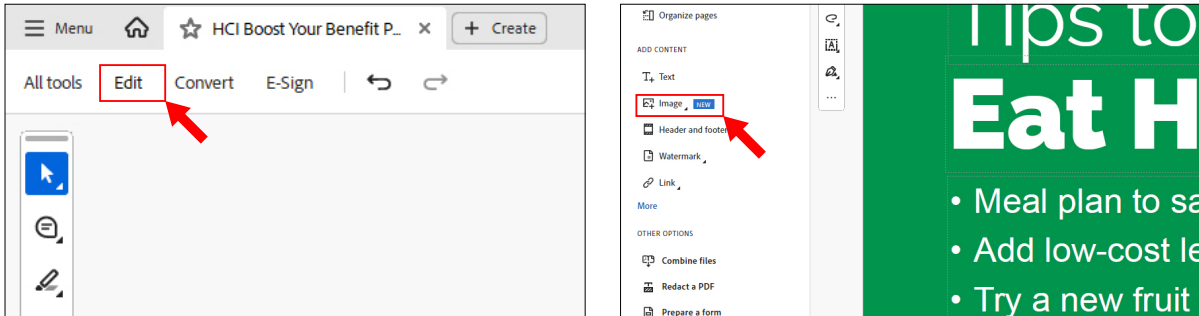 Menu
HCI Boost Your Benefit P...
Create
All tools
Edit
Convert
E-Sign
Organize pages
ADD CONTENT
Text
Image NEW
Header and footer
Watermark
Link
More
OTHER OPTIONS
Combine files
Redact a PDF
Prepare a form
Tips to
Eat H
• Meal plan to sa
• Add low-cost le
• Try a new fruit